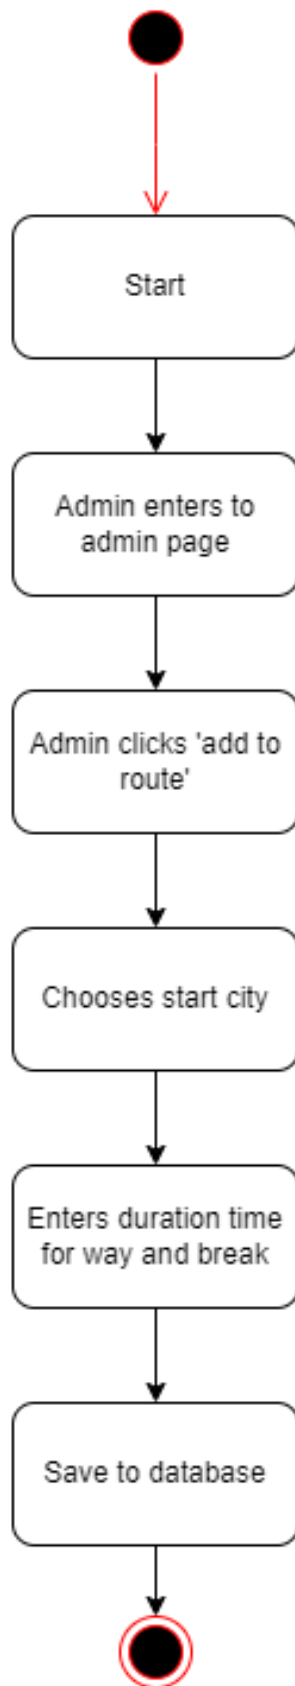 Start
Admin enters to
admin page
Admin clicks 'add to
route'
Chooses start city
Enters duration time
for way and break
Save to database